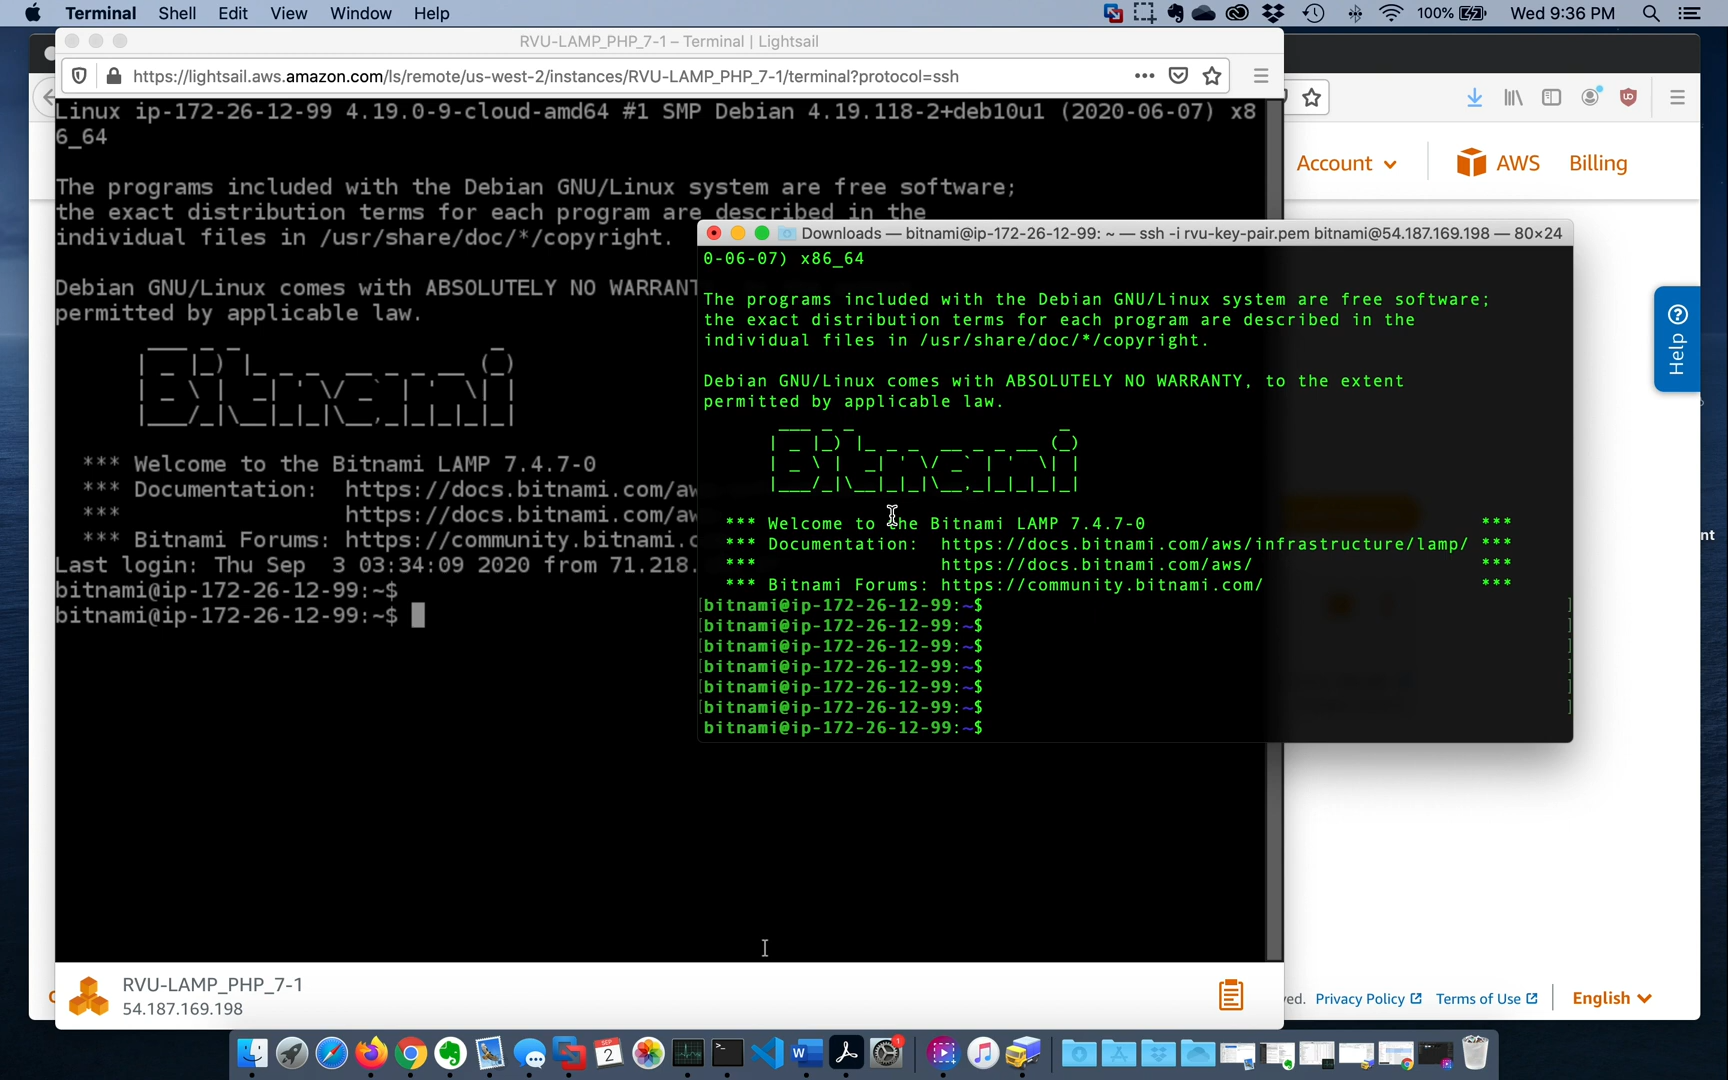 Terminal Shell Edit View Window Help
100% Wed 9:36 PM
RVU-LAMP_PHP_7-1 – Terminal | Lightsail
https://lightsail.aws.amazon.com/ls/remote/us-west-2/instances/RVU-LAMP_PHP_7-1/terminal?protocol=ssh
Account AWS Billing
Linux ip-172-26-12-99 4.19.0-9-cloud-amd64 #1 SMP Debian 4.19.118-2+deb10u1 (2020-06-07) x8
6_64
The programs included with the Debian GNU/Linux system are free software;
the exact distribution terms for each program are described in the
individual files in /usr/share/doc/*/copyright.
Debian GNU/Linux comes with ABSOLUTELY NO WARRANT
permitted by applicable law.
Bitnami
*** Welcome to the Bitnami LAMP 7.4.7-0
*** Documentation: https://docs.bitnami.com/aw
*** https://docs.bitnami.com/aw
*** Bitnami Forums: https://community.bitnami.c
Last login: Thu Sep 3 03:34:09 2020 from 71.218.
bitnami@ip-172-26-12-99:~$
bitnami@ip-172-26-12-99:~$
Downloads — bitnami@ip-172-26-12-99: ~ — ssh -i rvu-key-pair.pem bitnami@54.187.169.198 — 80×24
0-06-07) x86_64
The programs included with the Debian GNU/Linux system are free software;
the exact distribution terms for each program are described in the
individual files in /usr/share/doc/*/copyright.
Debian GNU/Linux comes with ABSOLUTELY NO WARRANTY, to the extent
permitted by applicable law.
Bitnami
*** Welcome to the Bitnami LAMP 7.4.7-0 ***
*** Documentation: https://docs.bitnami.com/aws/infrastructure/lamp/ ***
*** https://docs.bitnami.com/aws/ ***
*** Bitnami Forums: https://community.bitnami.com/ ***
[bitnami@ip-172-26-12-99:~$ ]
[bitnami@ip-172-26-12-99:~$ ]
[bitnami@ip-172-26-12-99:~$ ]
[bitnami@ip-172-26-12-99:~$ ]
[bitnami@ip-172-26-12-99:~$ ]
[bitnami@ip-172-26-12-99:~$ ]
bitnami@ip-172-26-12-99:~$
Help
nt
RVU-LAMP_PHP_7-1
54.187.169.198
ved. Privacy Policy Terms of Use English
SEP
2
1